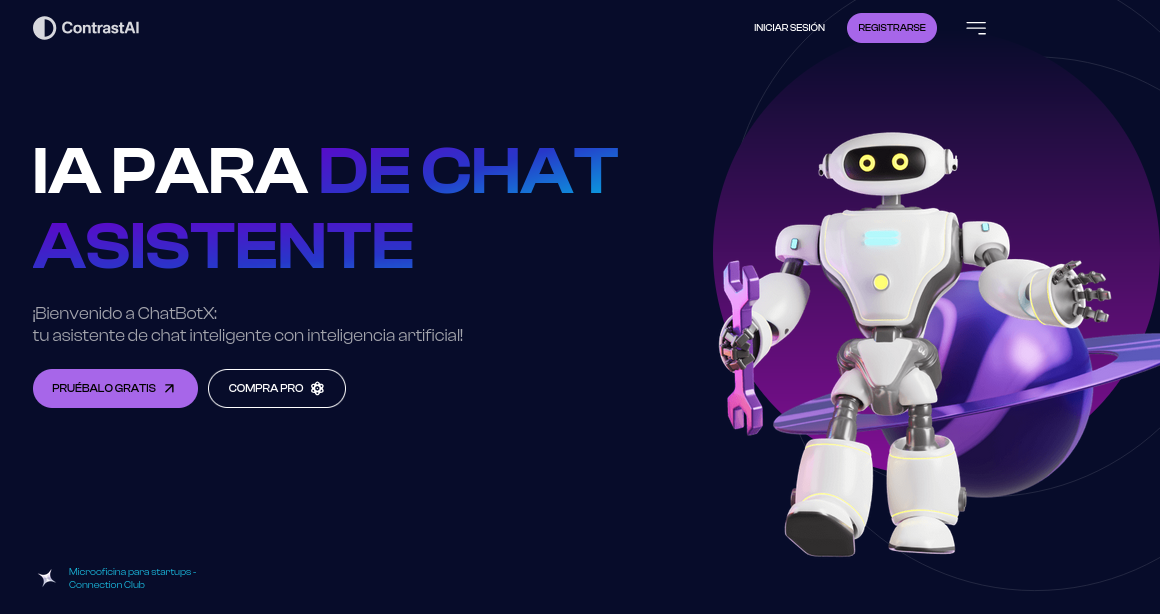 ContrastAI
INICIAR SESIÓN
REGISTRARSE
IA PARA DE CHAT
ASISTENTE
¡Bienvenido a ChatBotX:
tu asistente de chat inteligente con inteligencia artificial!
PRUÉBALO GRATIS
COMPRA PRO
Microoficina para startups -
Connection Club